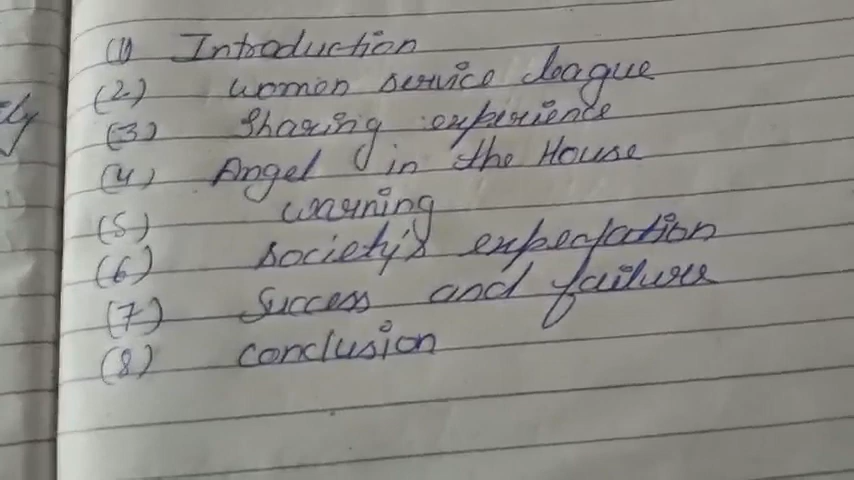 (1) Introduction
(2) women service league
(3) Sharing experience
(4) Angel in the House
(5) warning
(6) society's expectation
(7) Success and failure
(8) conclusion